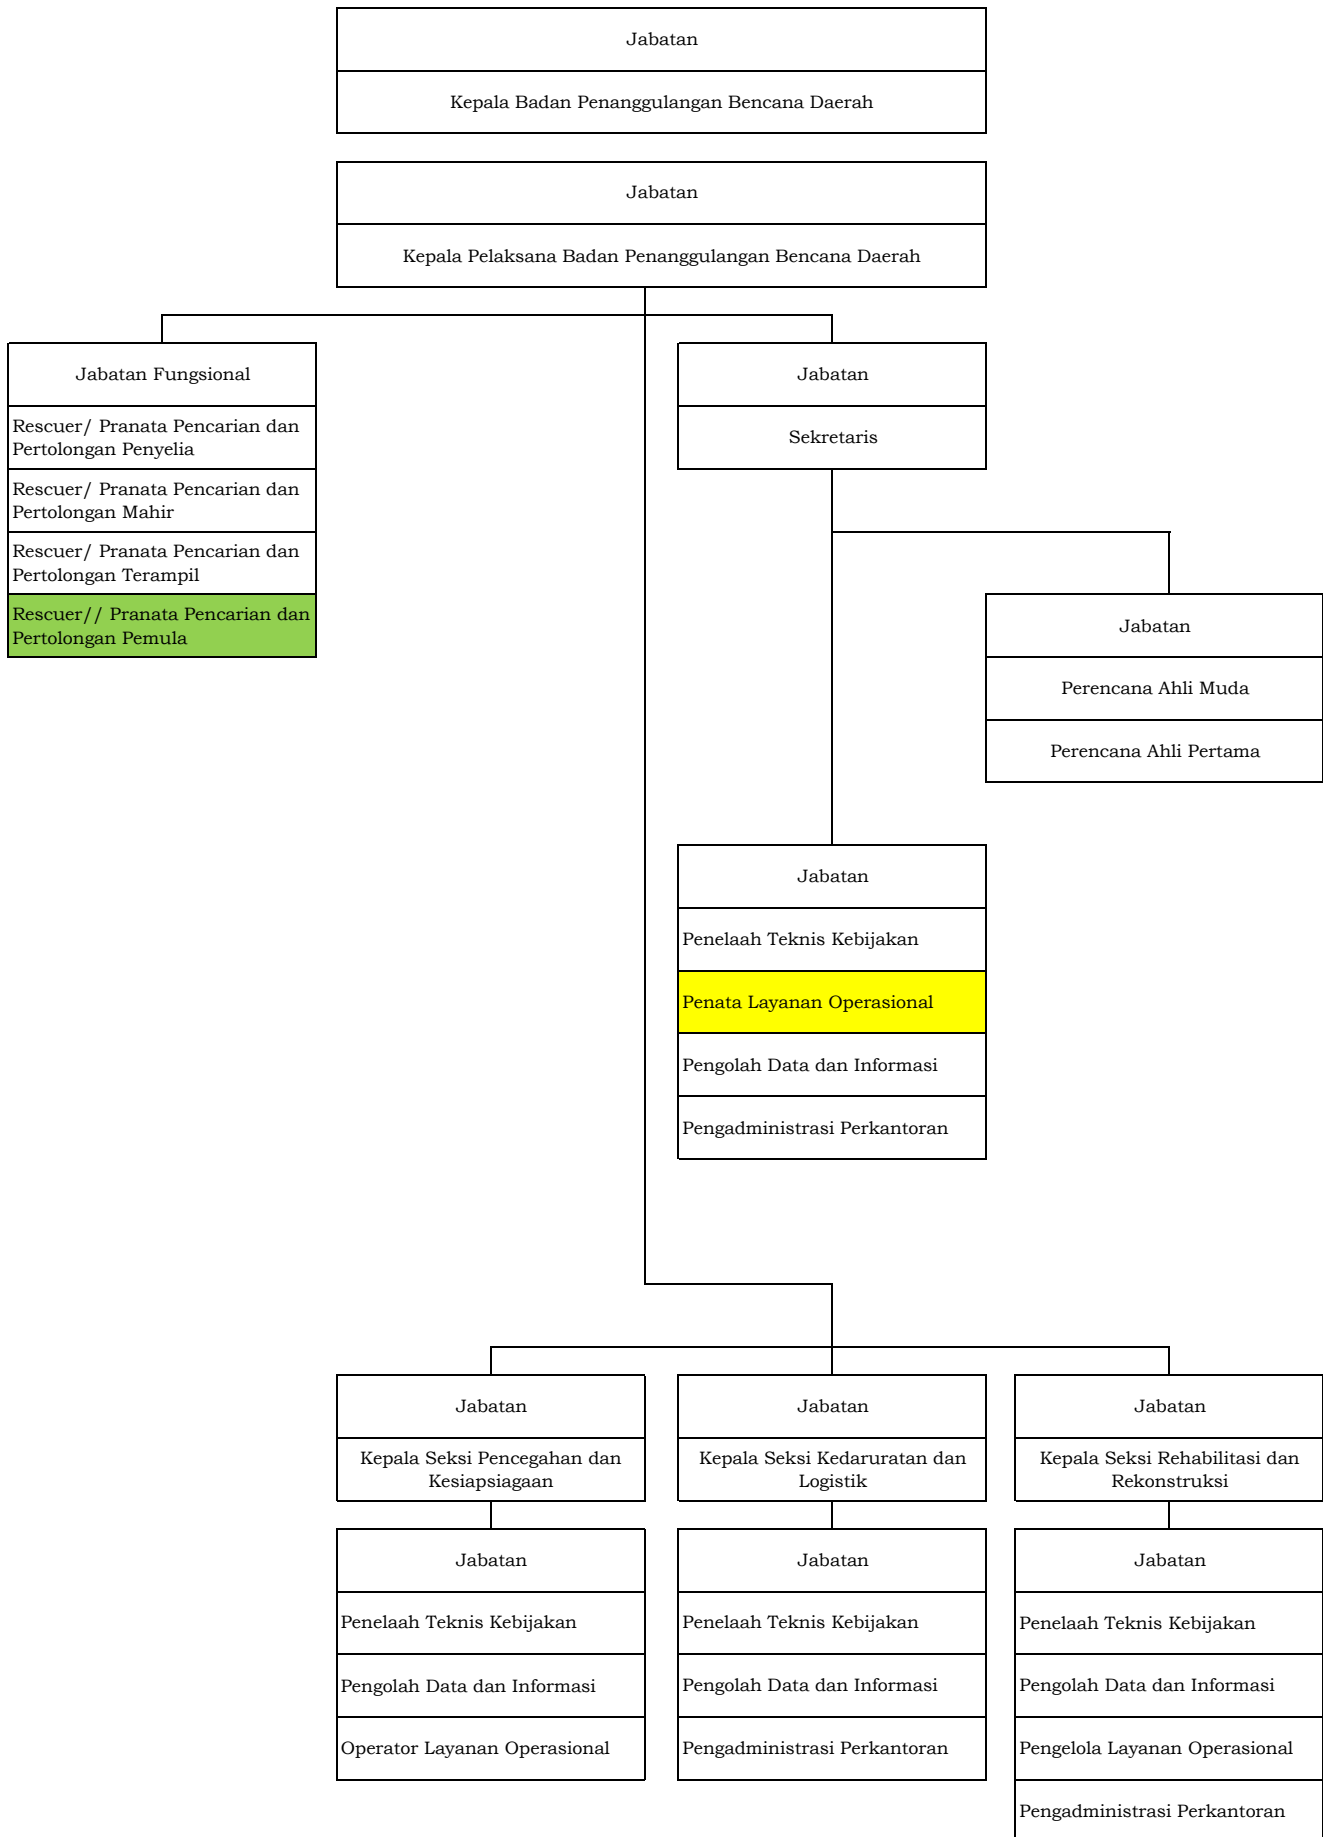 Jabatan
Kepala Badan Penanggulangan Bencana Daerah
Jabatan
Kepala Pelaksana Badan Penanggulangan Bencana Daerah
Jabatan Fungsional
Rescuer/ Pranata Pencarian dan
Pertolongan Penyelia
Rescuer/ Pranata Pencarian dan
Pertolongan Mahir
Rescuer/ Pranata Pencarian dan
Pertolongan Terampil
Rescuer// Pranata Pencarian dan
Pertolongan Pemula
Jabatan
Sekretaris
Jabatan
Perencana Ahli Muda
Perencana Ahli Pertama
Jabatan
Penelaah Teknis Kebijakan
Penata Layanan Operasional
Pengolah Data dan Informasi
Pengadministrasi Perkantoran
Jabatan
Kepala Seksi Pencegahan dan
Kesiapsiagaan
Jabatan
Penelaah Teknis Kebijakan
Pengolah Data dan Informasi
Operator Layanan Operasional
Jabatan
Kepala Seksi Kedaruratan dan
Logistik
Jabatan
Penelaah Teknis Kebijakan
Pengolah Data dan Informasi
Pengadministrasi Perkantoran
Jabatan
Kepala Seksi Rehabilitasi dan
Rekonstruksi
Jabatan
Penelaah Teknis Kebijakan
Pengolah Data dan Informasi
Pengelola Layanan Operasional
Pengadministrasi Perkantoran